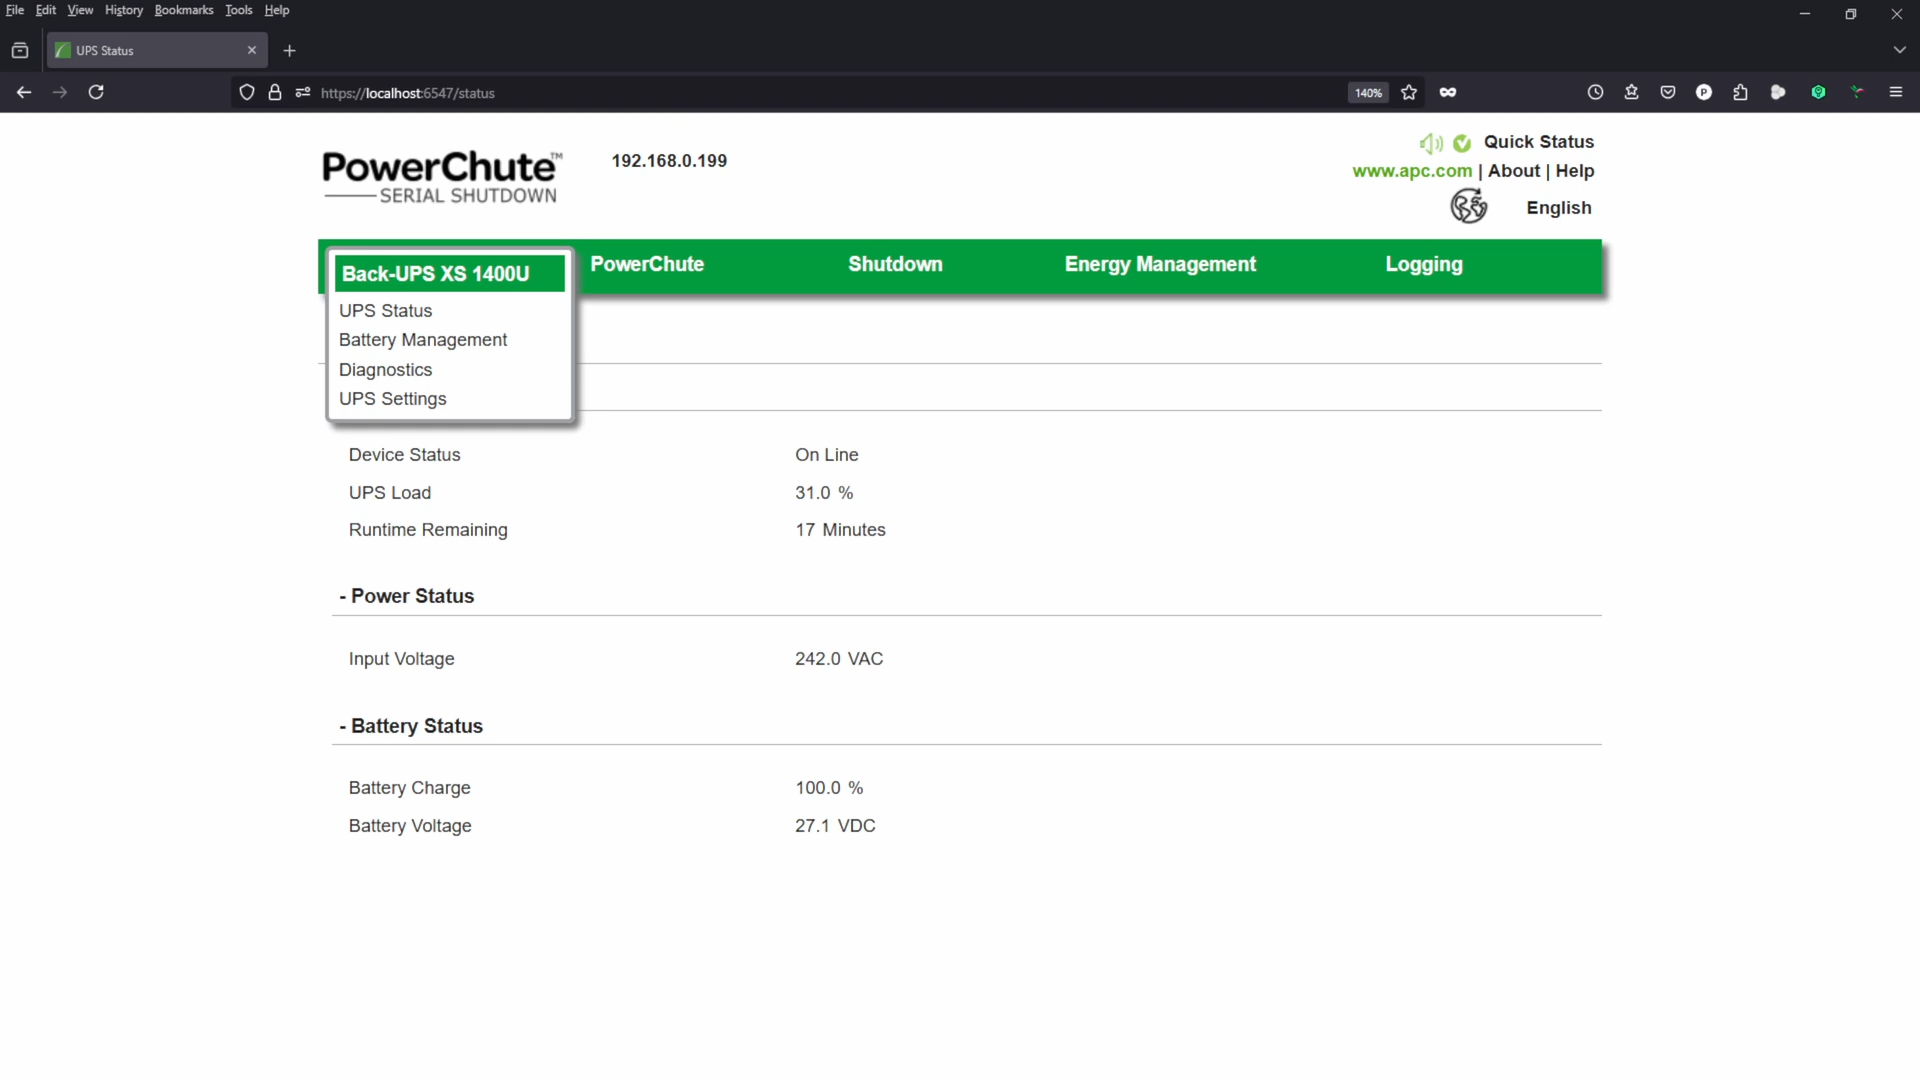 File Edit View History Bookmarks Tools Help
UPS Status
https://localhost:6547/status
140%
PowerChute™
SERIAL SHUTDOWN
192.168.0.199
Quick Status
www.apc.com | About | Help
English
Back-UPS XS 1400U
PowerChute
Shutdown
Energy Management
Logging
UPS Status
Battery Management
Diagnostics
UPS Settings
Device Status On Line
UPS Load 31.0 %
Runtime Remaining 17 Minutes
- Power Status
Input Voltage 242.0 VAC
- Battery Status
Battery Charge 100.0 %
Battery Voltage 27.1 VDC